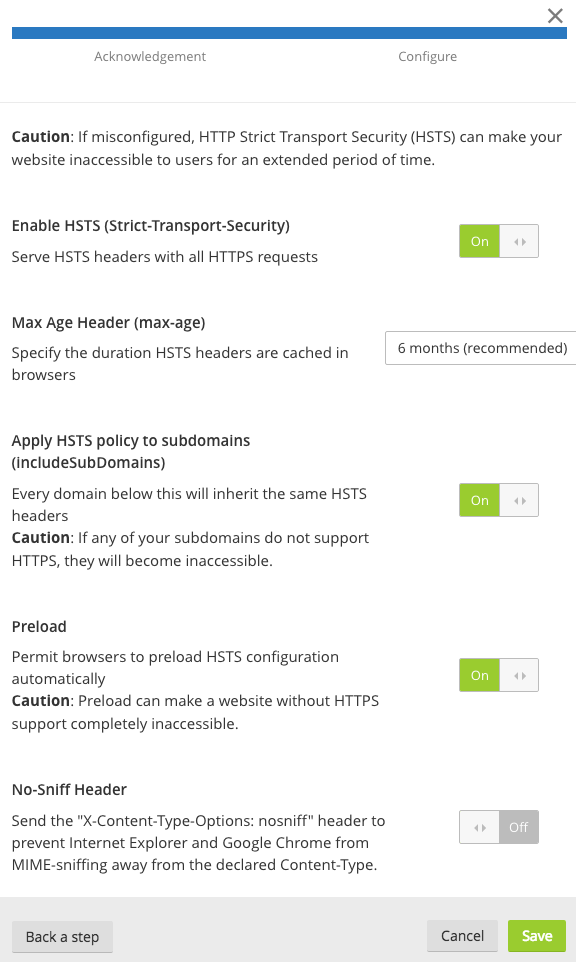 Acknowledgement
Configure
Caution: If misconfigured, HTTP Strict Transport Security (HSTS) can make your
website inaccessible to users for an extended period of time.
Enable HSTS (Strict-Transport-Security)
Serve HSTS headers with all HTTPS requests
On
Max Age Header (max-age)
Specify the duration HSTS headers are cached in
browsers
6 months (recommended)
Apply HSTS policy to subdomains
(includeSubDomains)
Every domain below this will inherit the same HSTS
headers
Caution: If any of your subdomains do not support
HTTPS, they will become inaccessible.
On
Preload
Permit browsers to preload HSTS configuration
automatically
Caution: Preload can make a website without HTTPS
support completely inaccessible.
On
No-Sniff Header
Send the "X-Content-Type-Options: nosniff" header to
prevent Internet Explorer and Google Chrome from
MIME-sniffing away from the declared Content-Type.
Off
Back a step
Cancel
Save